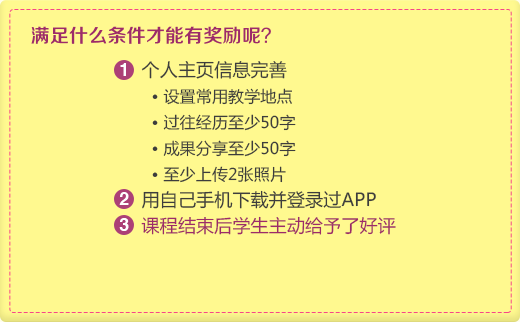 满足什么条件才能有奖励呢?
1 个人主页信息完善
• 设置常用教学地点
• 过往经历至少50字
• 成果分享至少50字
• 至少上传2张照片
2 用自己手机下载并登录过APP
3 课程结束后学生主动给予了好评